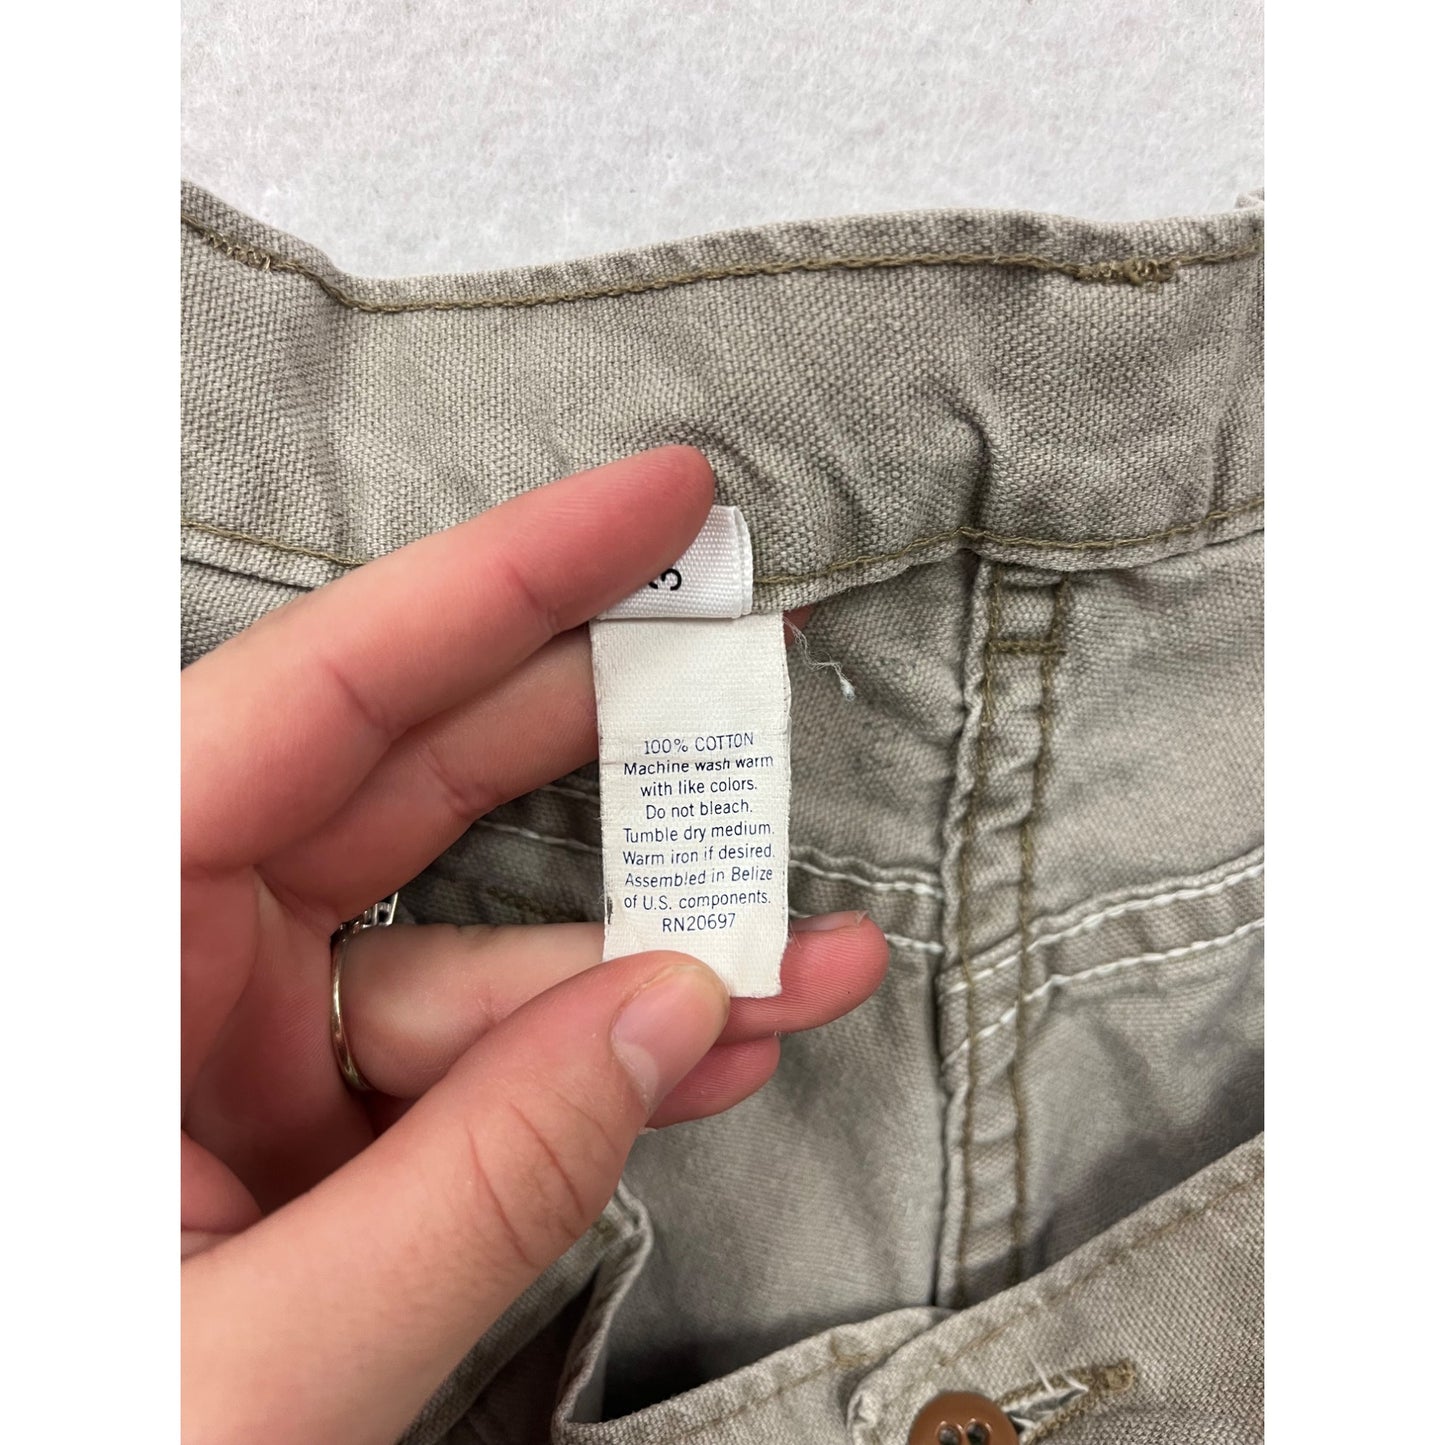 3
100% COTTON
Machine wash warm
with like colors.
Do not bleach.
Tumble dry medium.
Warm iron if desired.
Assembled in Belize
of U.S. components.
RN20697